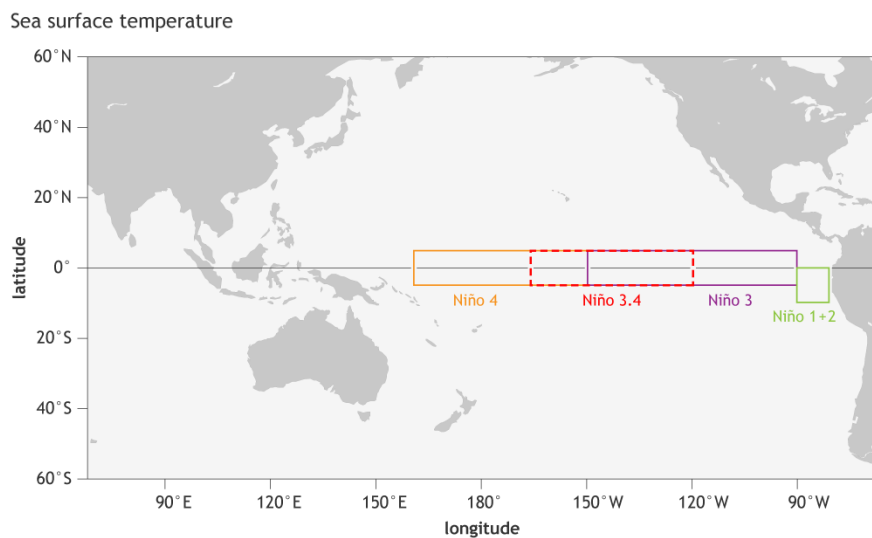 Sea surface temperature
60°N
40°N
20°N
0°
20°S
40°S
60°S
latitude
Niño 4
Niño 3.4
Niño 3
Niño 1+2
90°E
120°E
150°E
180°
150°W
120°W
90°W
longitude